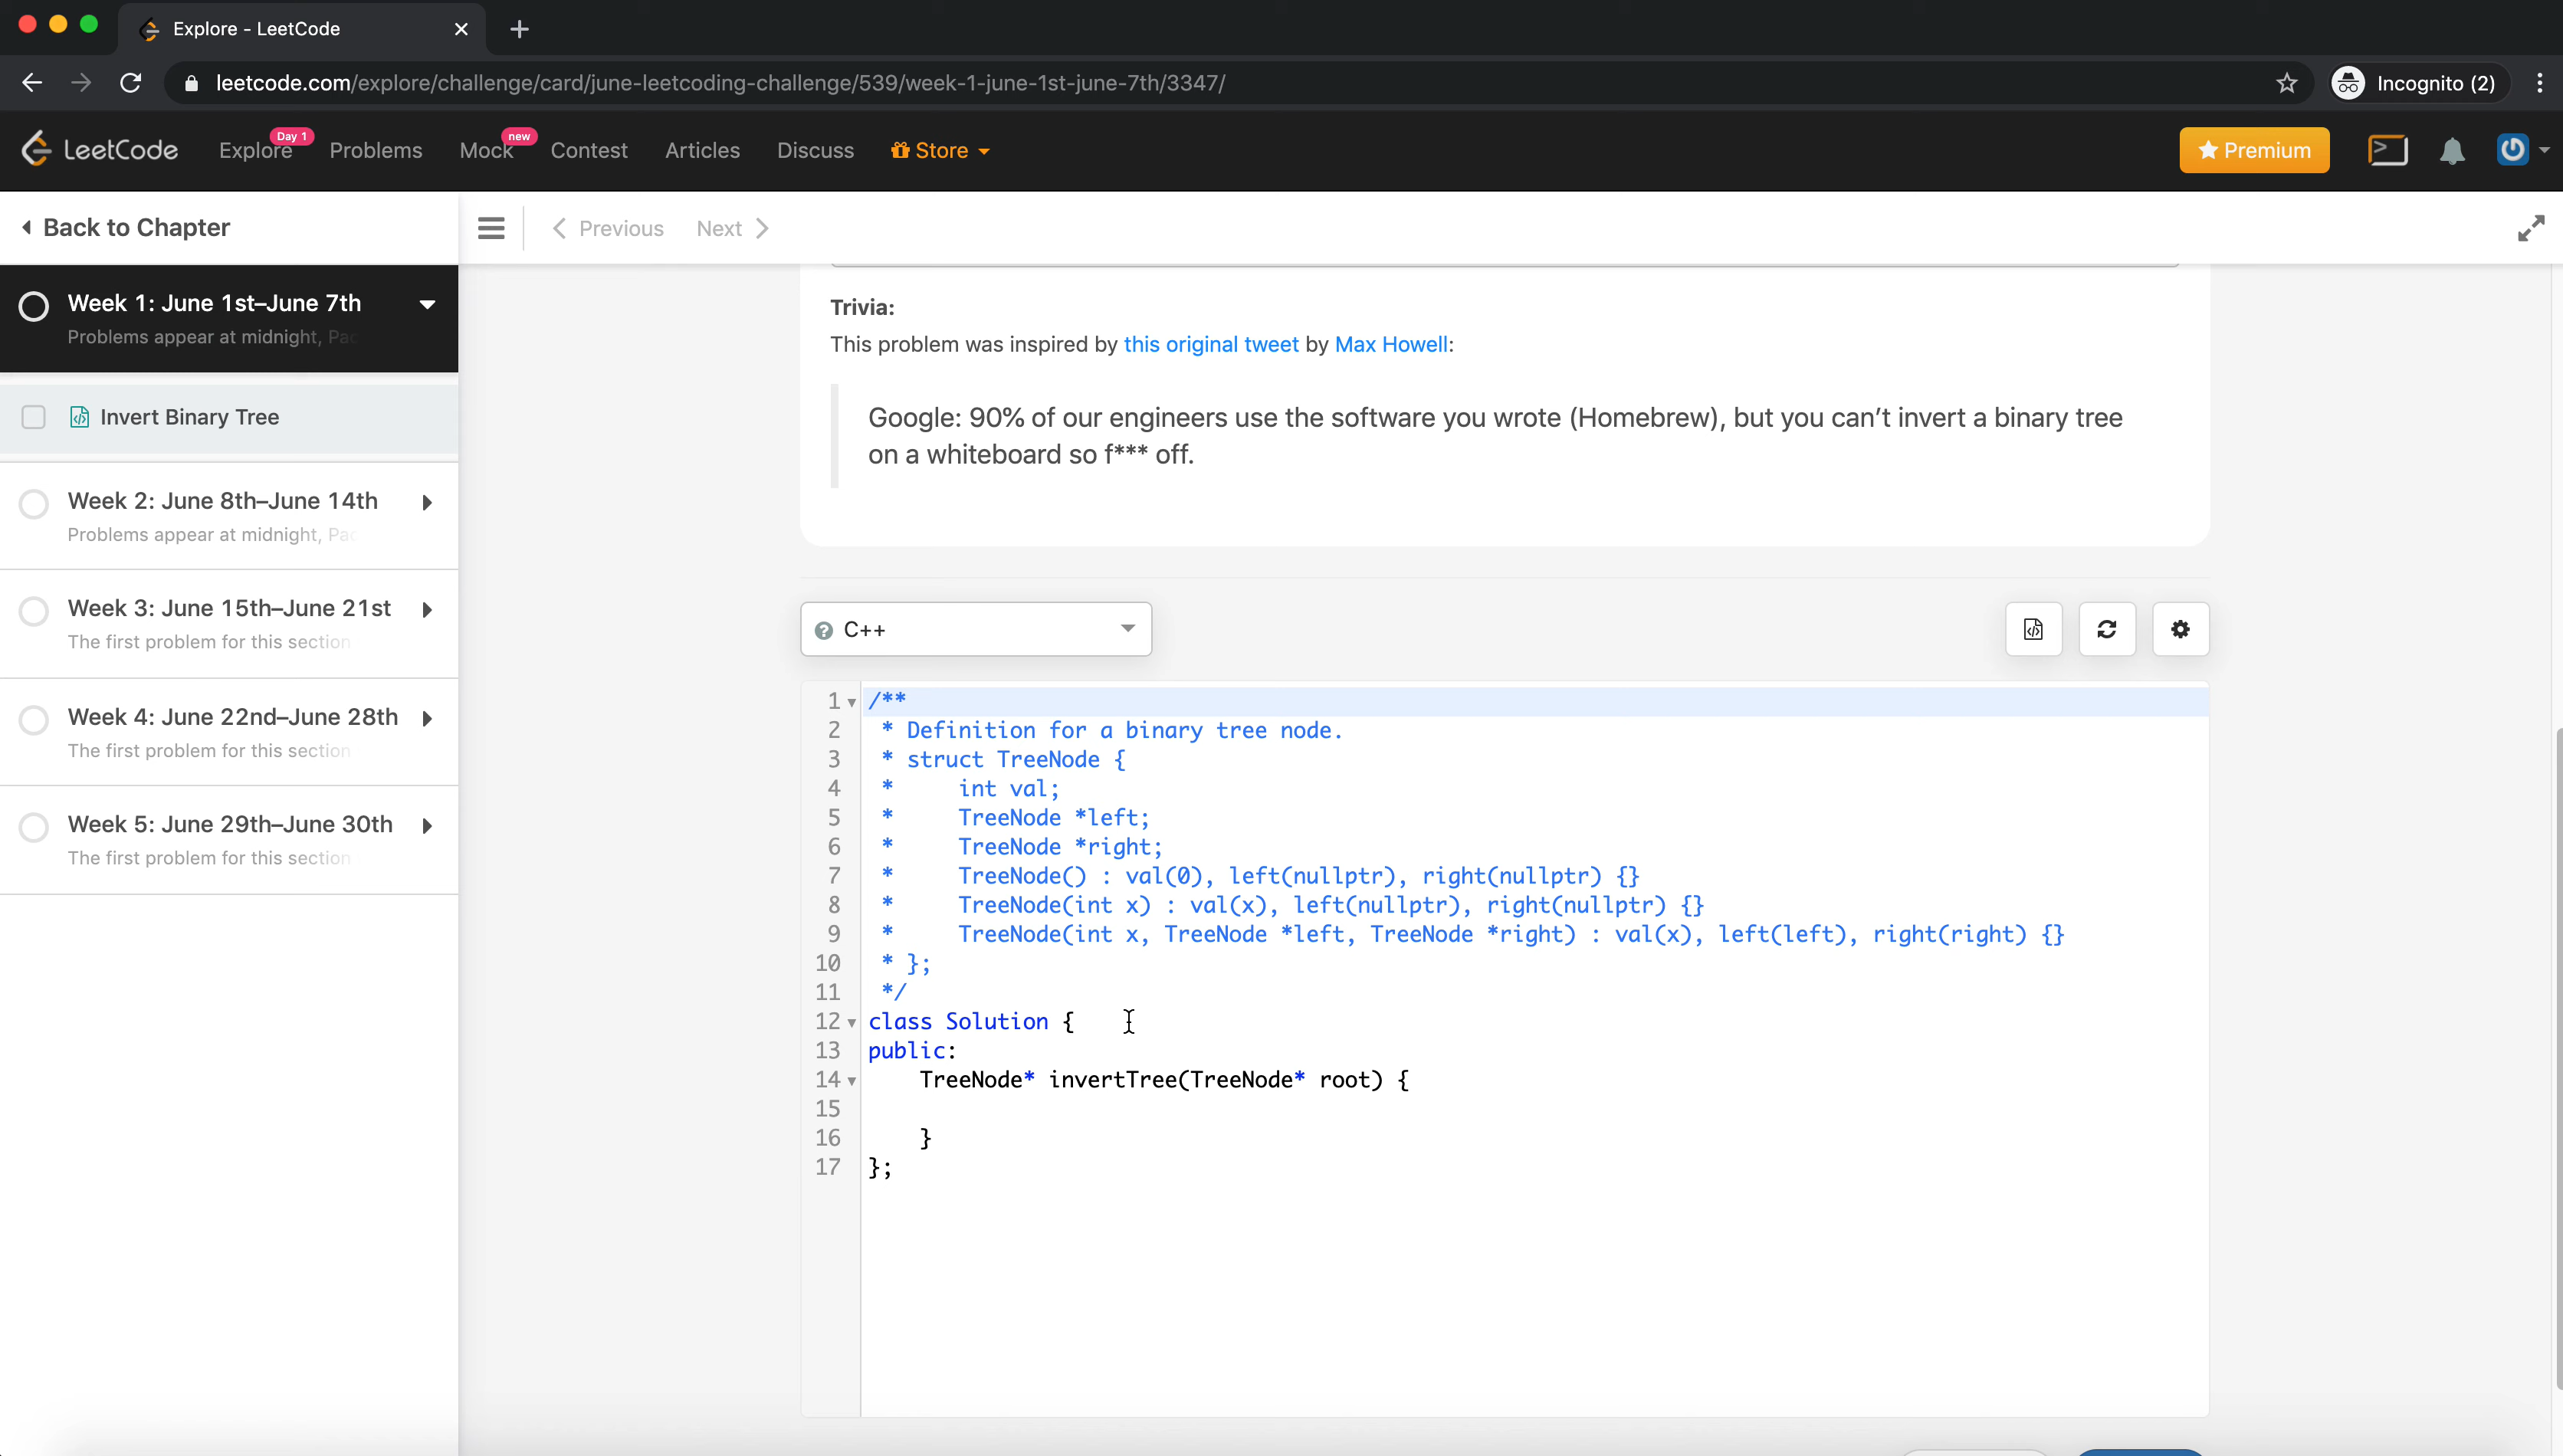 Explore - LeetCode
leetcode.com/explore/challenge/card/june-leetcoding-challenge/539/week-1-june-1st-june-7th/3347/
Incognito (2)
LeetCode
Explore
Day 1
Problems
Mock
new
Contest
Articles
Discuss
Store
Premium
Back to Chapter
Previous
Next
Week 1: June 1st–June 7th
Problems appear at midnight, Pac
Invert Binary Tree
Week 2: June 8th–June 14th
Problems appear at midnight, Pac
Week 3: June 15th–June 21st
The first problem for this section
Week 4: June 22nd–June 28th
The first problem for this section
Week 5: June 29th–June 30th
The first problem for this section
Trivia:
This problem was inspired by this original tweet by Max Howell:
Google: 90% of our engineers use the software you wrote (Homebrew), but you can’t invert a binary tree
on a whiteboard so f*** off.
C++
1 /**
2  * Definition for a binary tree node.
3  * struct TreeNode {
4  *     int val;
5  *     TreeNode *left;
6  *     TreeNode *right;
7  *     TreeNode() : val(0), left(nullptr), right(nullptr) {}
8  *     TreeNode(int x) : val(x), left(nullptr), right(nullptr) {}
9  *     TreeNode(int x, TreeNode *left, TreeNode *right) : val(x), left(left), right(right) {}
10  * };
11  */
12 class Solution {
13 public:
14     TreeNode* invertTree(TreeNode* root) {
15
16     }
17 };